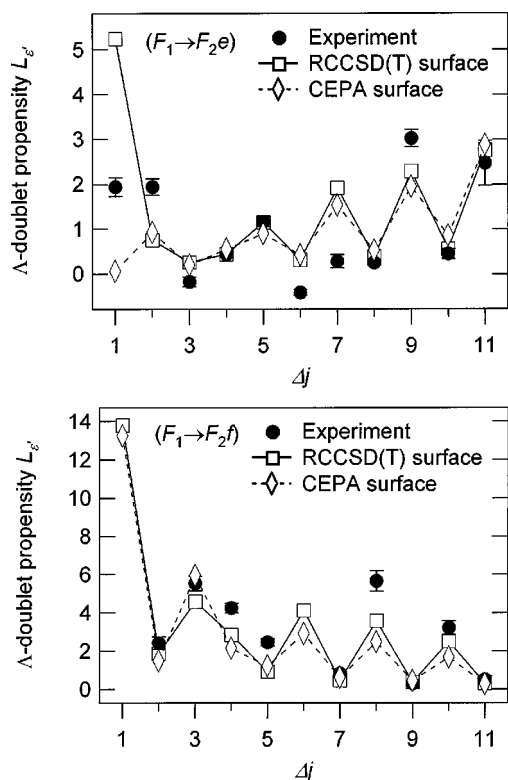 (F₁→F₂e)
Experiment
RCCSD(T) surface
CEPA surface
Λ-doublet propensity Lε'
5
4
3
2
1
0
1 3 5 7 9 11
Δj
(F₁→F₂f)
Experiment
RCCSD(T) surface
CEPA surface
Λ-doublet propensity Lε'
14
12
10
8
6
4
2
0
1 3 5 7 9 11
Δj